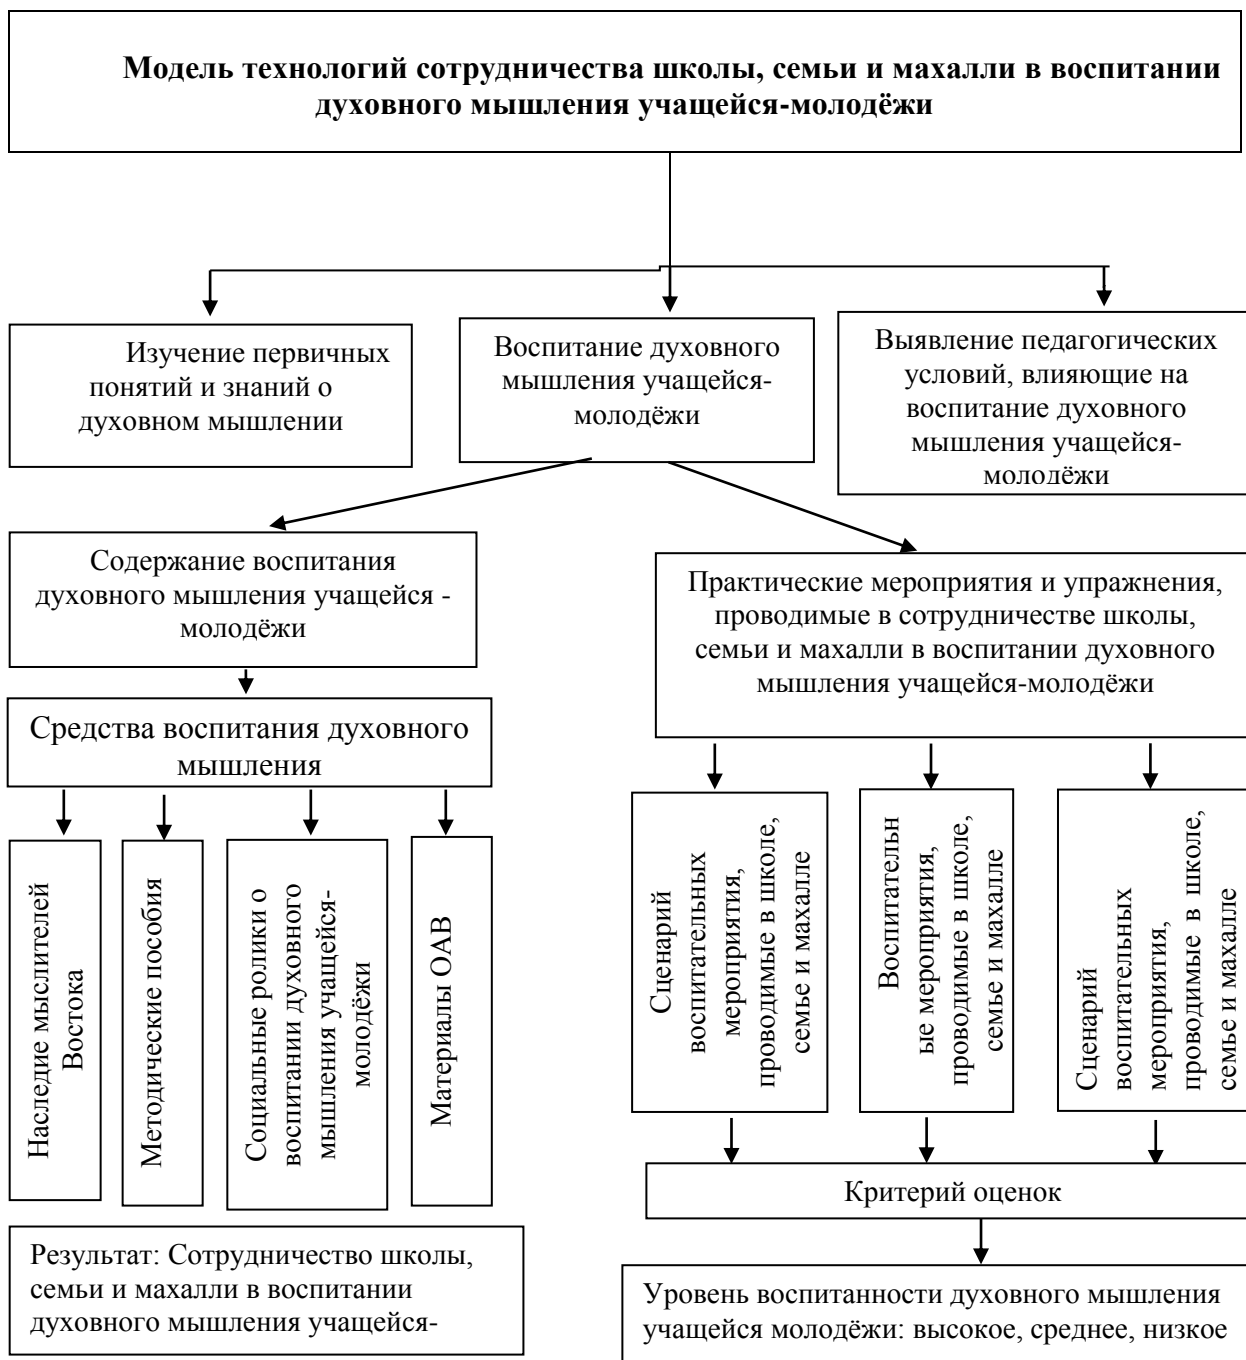 Модель технологий сотрудничества школы, семьи и махалли в воспитании
духовного мышления учащейся-молодёжи
Изучение первичных
понятий и знаний о
духовном мышлении
Воспитание духовного
мышления учащейся-
молодёжи
Выявление педагогических
условий, влияющие на
воспитание духовного
мышления учащейся-
молодёжи
Содержание воспитания
духовного мышления учащейся -
молодёжи
Практические мероприятия и упражнения,
проводимые в сотрудничестве школы,
семьи и махалли в воспитании духовного
мышления учащейся-молодёжи
Средства воспитания духовного
мышления
Наследие мыслителей
Востока
Методические пособия
Социальные ролики о
воспитании духовного
мышления учащейся-
молодёжи
Материалы ОАВ
Сценарий
воспитательных
мероприятия,
проводимые в школе,
семье и махалле
Воспитательн
ые мероприятия,
проводимые в школе,
семье и махалле
Сценарий
воспитательных
мероприятия,
проводимые в школе,
семье и махалле
Критерий оценок
Результат: Сотрудничество школы,
семьи и махалли в воспитании
духовного мышления учащейся-
Уровень воспитанности духовного мышления
учащейся молодёжи: высокое, среднее, низкое